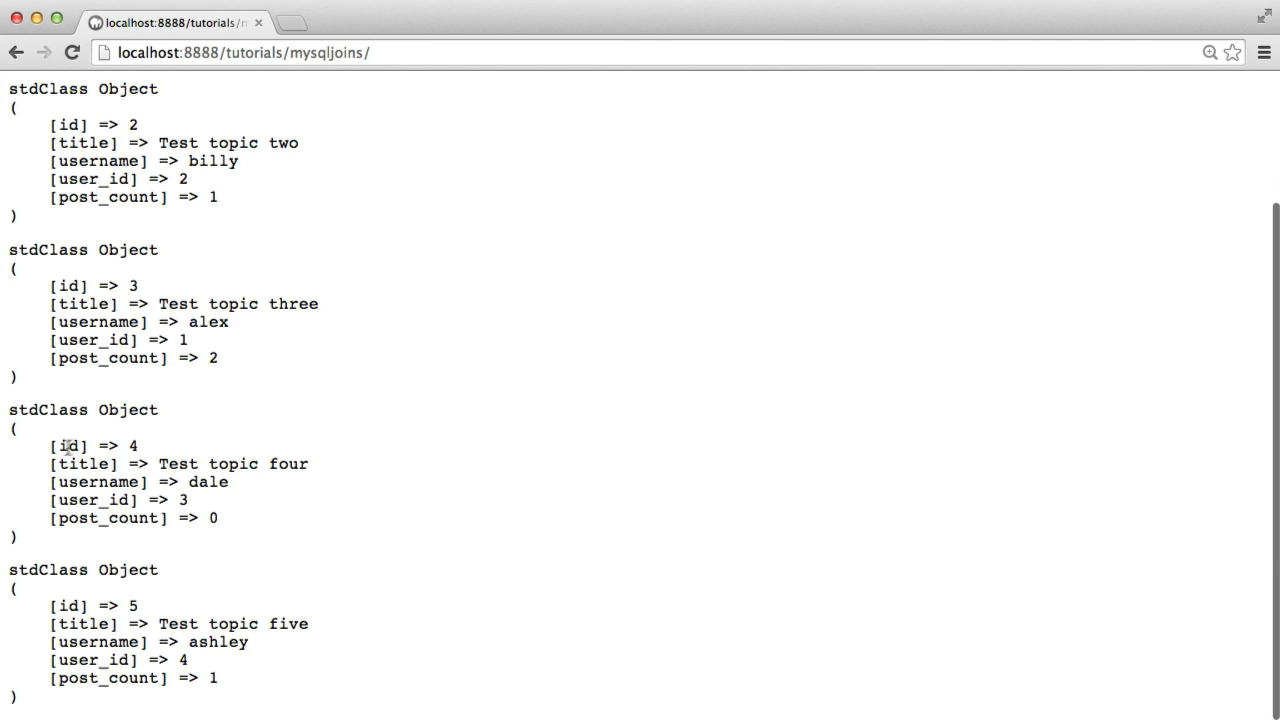 localhost:8888/tutorials/m
localhost:8888/tutorials/mysqljoins/
stdClass Object
(
[id] => 2
[title] => Test topic two
[username] => billy
[user_id] => 2
[post_count] => 1
)
stdClass Object
(
[id] => 3
[title] => Test topic three
[username] => alex
[user_id] => 1
[post_count] => 2
)
stdClass Object
(
[id] => 4
[title] => Test topic four
[username] => dale
[user_id] => 3
[post_count] => 0
)
stdClass Object
(
[id] => 5
[title] => Test topic five
[username] => ashley
[user_id] => 4
[post_count] => 1
)